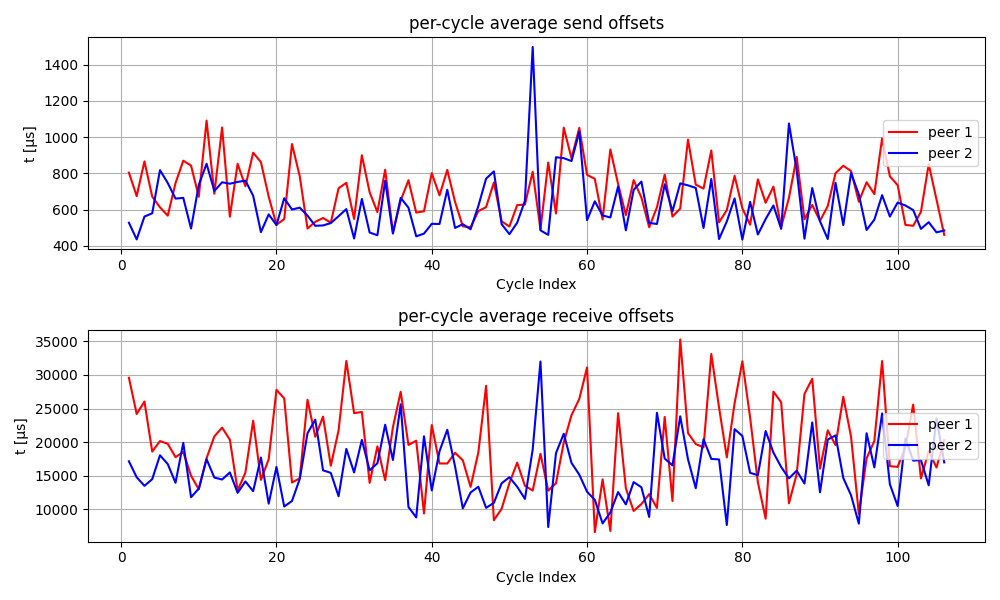 per-cycle average send offsets
1400
1200
1000
800
600
400
t [µs]
peer 1
peer 2
0 20 40 60 80 100
Cycle Index
per-cycle average receive offsets
35000
30000
25000
20000
15000
10000
t [µs]
peer 1
peer 2
0 20 40 60 80 100
Cycle Index